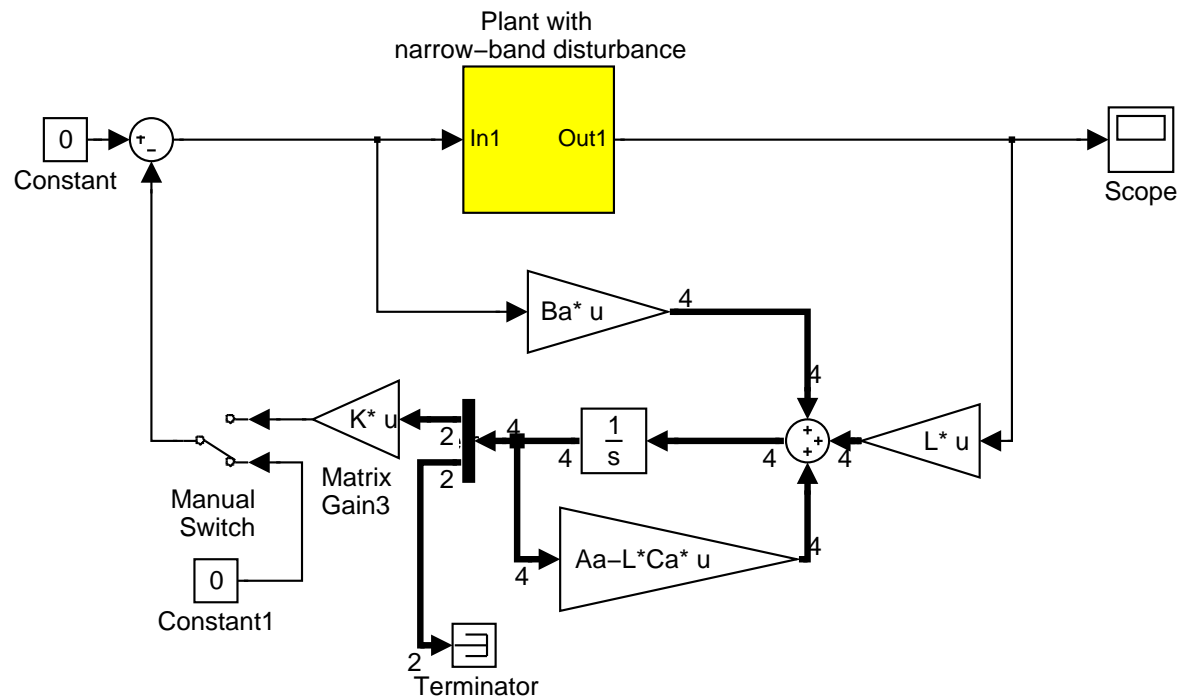 Plant with
narrow−band disturbance
0
+
−
In1
Out1
Constant
Scope
Ba* u
4
4
K* u
2
2
4
4
1
s
4
+
+
+
4
L* u
Matrix
Gain3
Manual
Switch
4
Aa−L*Ca* u
4
0
Constant1
2
Terminator